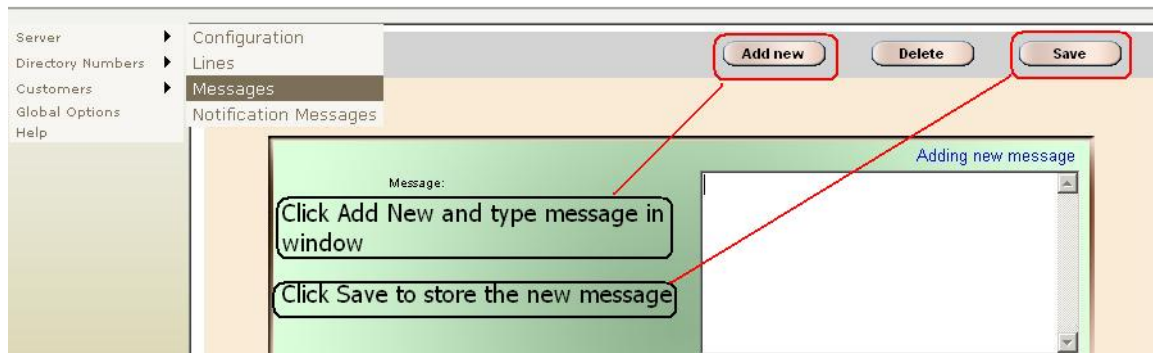 Server
Directory Numbers
Customers
Global Options
Help
Configuration
Lines
Messages
Notification Messages
Add new
Delete
Save
Adding new message
Message:
Click Add New and type message in
window
Click Save to store the new message